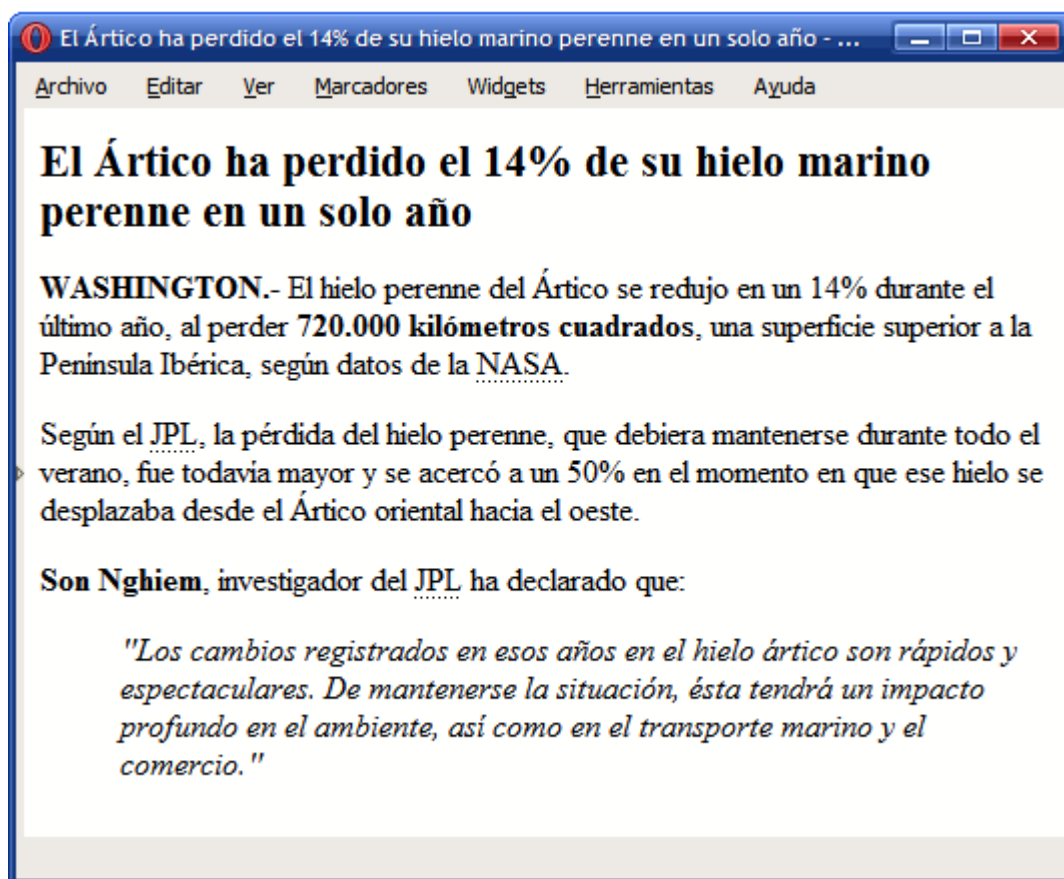 El Ártico ha perdido el 14% de su hielo marino perenne en un solo año - ...
Archivo Editar Ver Marcadores Widgets Herramientas Ayuda
El Ártico ha perdido el 14% de su hielo marino
perenne en un solo año
WASHINGTON.- El hielo perenne del Ártico se redujo en un 14% durante el
último año, al perder 720.000 kilómetros cuadrados, una superficie superior a la
Península Ibérica, según datos de la NASA.
Según el JPL, la pérdida del hielo perenne, que debiera mantenerse durante todo el
verano, fue todavía mayor y se acercó a un 50% en el momento en que ese hielo se
desplazaba desde el Ártico oriental hacia el oeste.
Son Nghiem, investigador del JPL ha declarado que:
"Los cambios registrados en esos años en el hielo ártico son rápidos y
espectaculares. De mantenerse la situación, ésta tendrá un impacto
profundo en el ambiente, así como en el transporte marino y el
comercio."